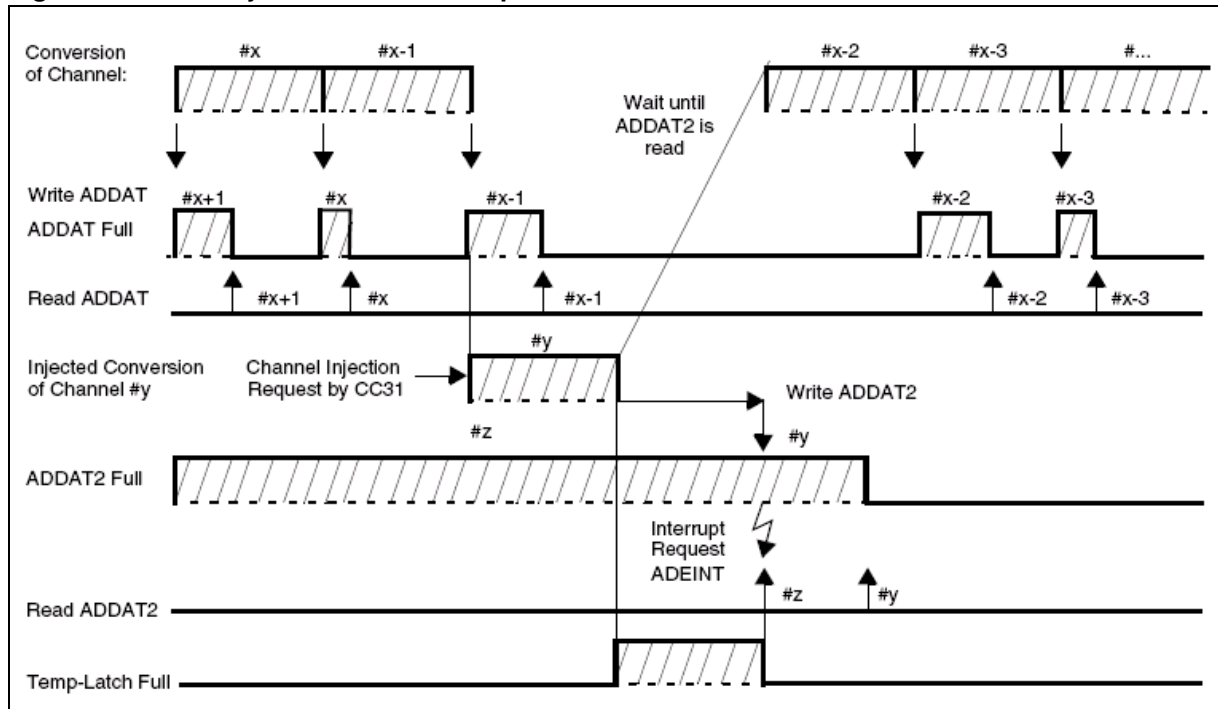 #x #x-1 #x-2 #x-3 #...
Conversion
of Channel:
Wait until
ADDAT2 is
read
Write ADDAT
#x+1 #x #x-1 #x-2 #x-3
ADDAT Full
Read ADDAT #x+1 #x #x-1 #x-2 #x-3
#y
Injected Conversion
of Channel #y
Channel Injection
Request by CC31
Write ADDAT2
#z #y
ADDAT2 Full
Interrupt
Request
ADEINT
#z #y
Read ADDAT2
Temp-Latch Full